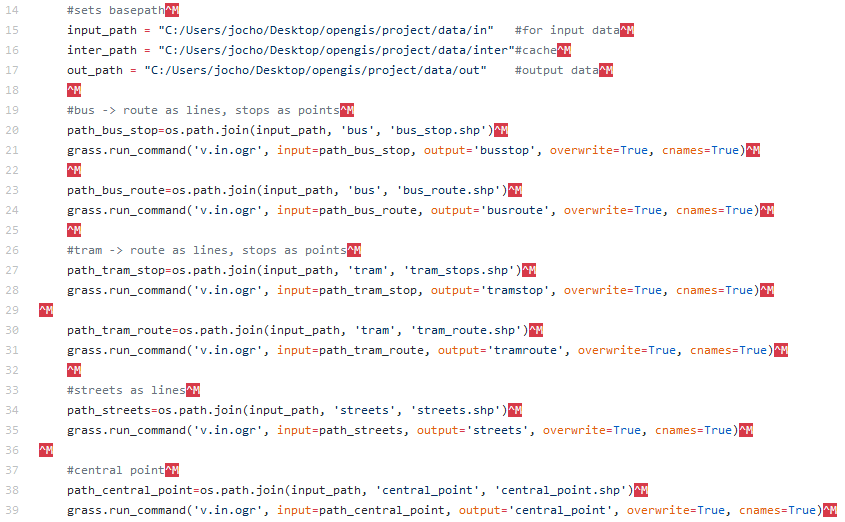 14 #sets basepath^M
15 input_path = "C:/Users/jocho/Desktop/opengis/project/data/in" #for input data^M
16 inter_path = "C:/Users/jocho/Desktop/opengis/project/data/inter"#cache^M
17 out_path = "C:/Users/jocho/Desktop/opengis/project/data/out" #output data^M
18 ^M
19 #bus -> route as lines, stops as points^M
20 path_bus_stop=os.path.join(input_path, 'bus', 'bus_stop.shp')^M
21 grass.run_command('v.in.ogr', input=path_bus_stop, output='busstop', overwrite=True, cnames=True)^M
22 ^M
23 path_bus_route=os.path.join(input_path, 'bus', 'bus_route.shp')^M
24 grass.run_command('v.in.ogr', input=path_bus_route, output='busroute', overwrite=True, cnames=True)^M
25 ^M
26 #tram -> route as lines, stops as points^M
27 path_tram_stop=os.path.join(input_path, 'tram', 'tram_stops.shp')^M
28 grass.run_command('v.in.ogr', input=path_tram_stop, output='tramstop', overwrite=True, cnames=True)^M
29 ^M
30 path_tram_route=os.path.join(input_path, 'tram', 'tram_route.shp')^M
31 grass.run_command('v.in.ogr', input=path_tram_route, output='tramroute', overwrite=True, cnames=True)^M
32 ^M
33 #streets as lines^M
34 path_streets=os.path.join(input_path, 'streets', 'streets.shp')^M
35 grass.run_command('v.in.ogr', input=path_streets, output='streets', overwrite=True, cnames=True)^M
36 ^M
37 #central point^M
38 path_central_point=os.path.join(input_path, 'central_point', 'central_point.shp')^M
39 grass.run_command('v.in.ogr', input=path_central_point, output='central_point', overwrite=True, cnames=True)^M